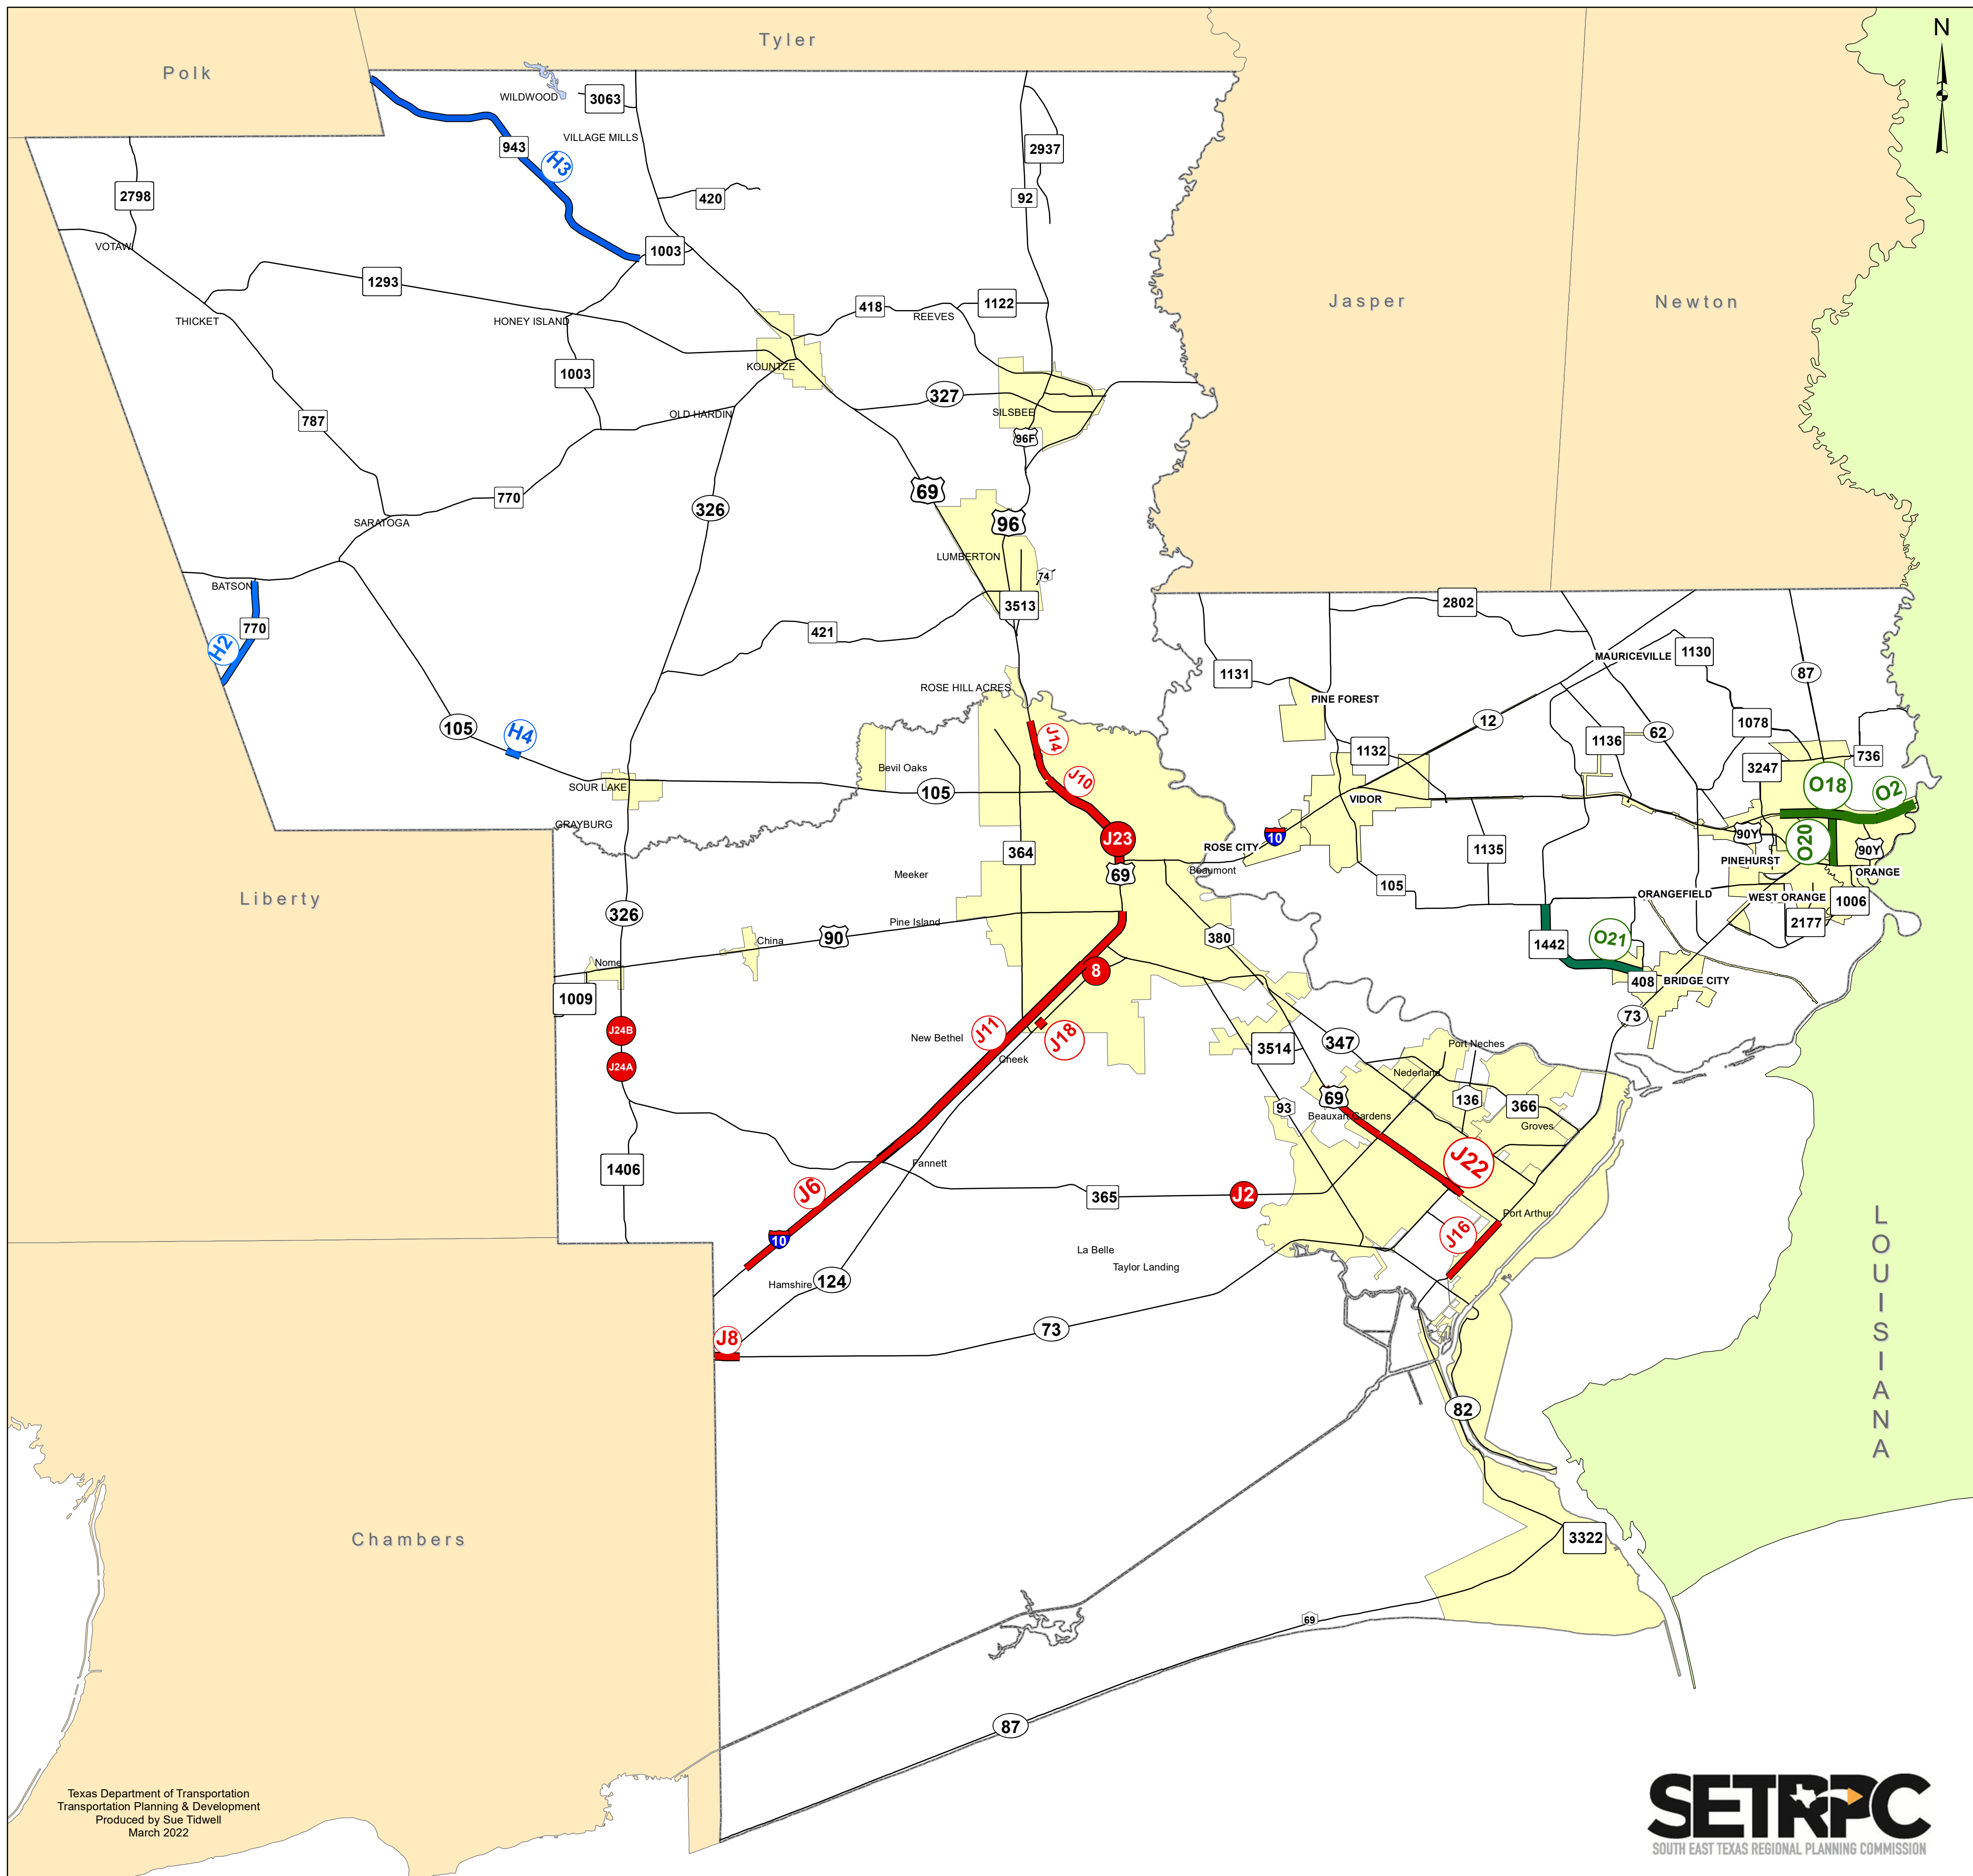 N
Tyler
Polk
WILDWOOD
3063
VILLAGE MILLS
943
H3
2937
2798
420
92
VOTAW
1003
1293
Jasper
Newton
THICKET
HONEY ISLAND
418
REEVES
1122
KOUNTZE
1003
327
787
OLD HARDIN
SILSBEE
96F
69
770
326
96
SARATOGA
LUMBERTON
BATSON
74
3513
2802
770
421
H2
MAURICEVILLE
1130
1131
87
ROSE HILL ACRES
PINE FOREST
105
H4
12
1078
J14
1136
62
1132
736
Bevil Oaks
3247
J10
SOUR LAKE
105
VIDOR
O18
O2
GRAYBURG
J23
10
90Y
O20
364
ROSE CITY
1135
90Y
Meeker
69
Beaumont
PINEHURST
ORANGE
105
Liberty
ORANGEFIELD
WEST ORANGE
1006
326
Pine Island
2177
China
90
380
1442
O21
Nome
8
408
BRIDGE CITY
1009
73
J24B
J11
New Bethel
J18
347
Port Neches
3514
Cheek
J24A
Nederland
69
136
93
366
Beauxart Gardens
Groves
1406
Fannett
J22
J6
365
J2
Port Arthur
LOUISIANA
J16
10
La Belle
Taylor Landing
Hamshire
124
J8
73
82
Chambers
3322
69
87
Texas Department of Transportation
Transportation Planning & Development
Produced by Sue Tidwell
March 2022
SETRPC
SOUTH EAST TEXAS REGIONAL PLANNING COMMISSION